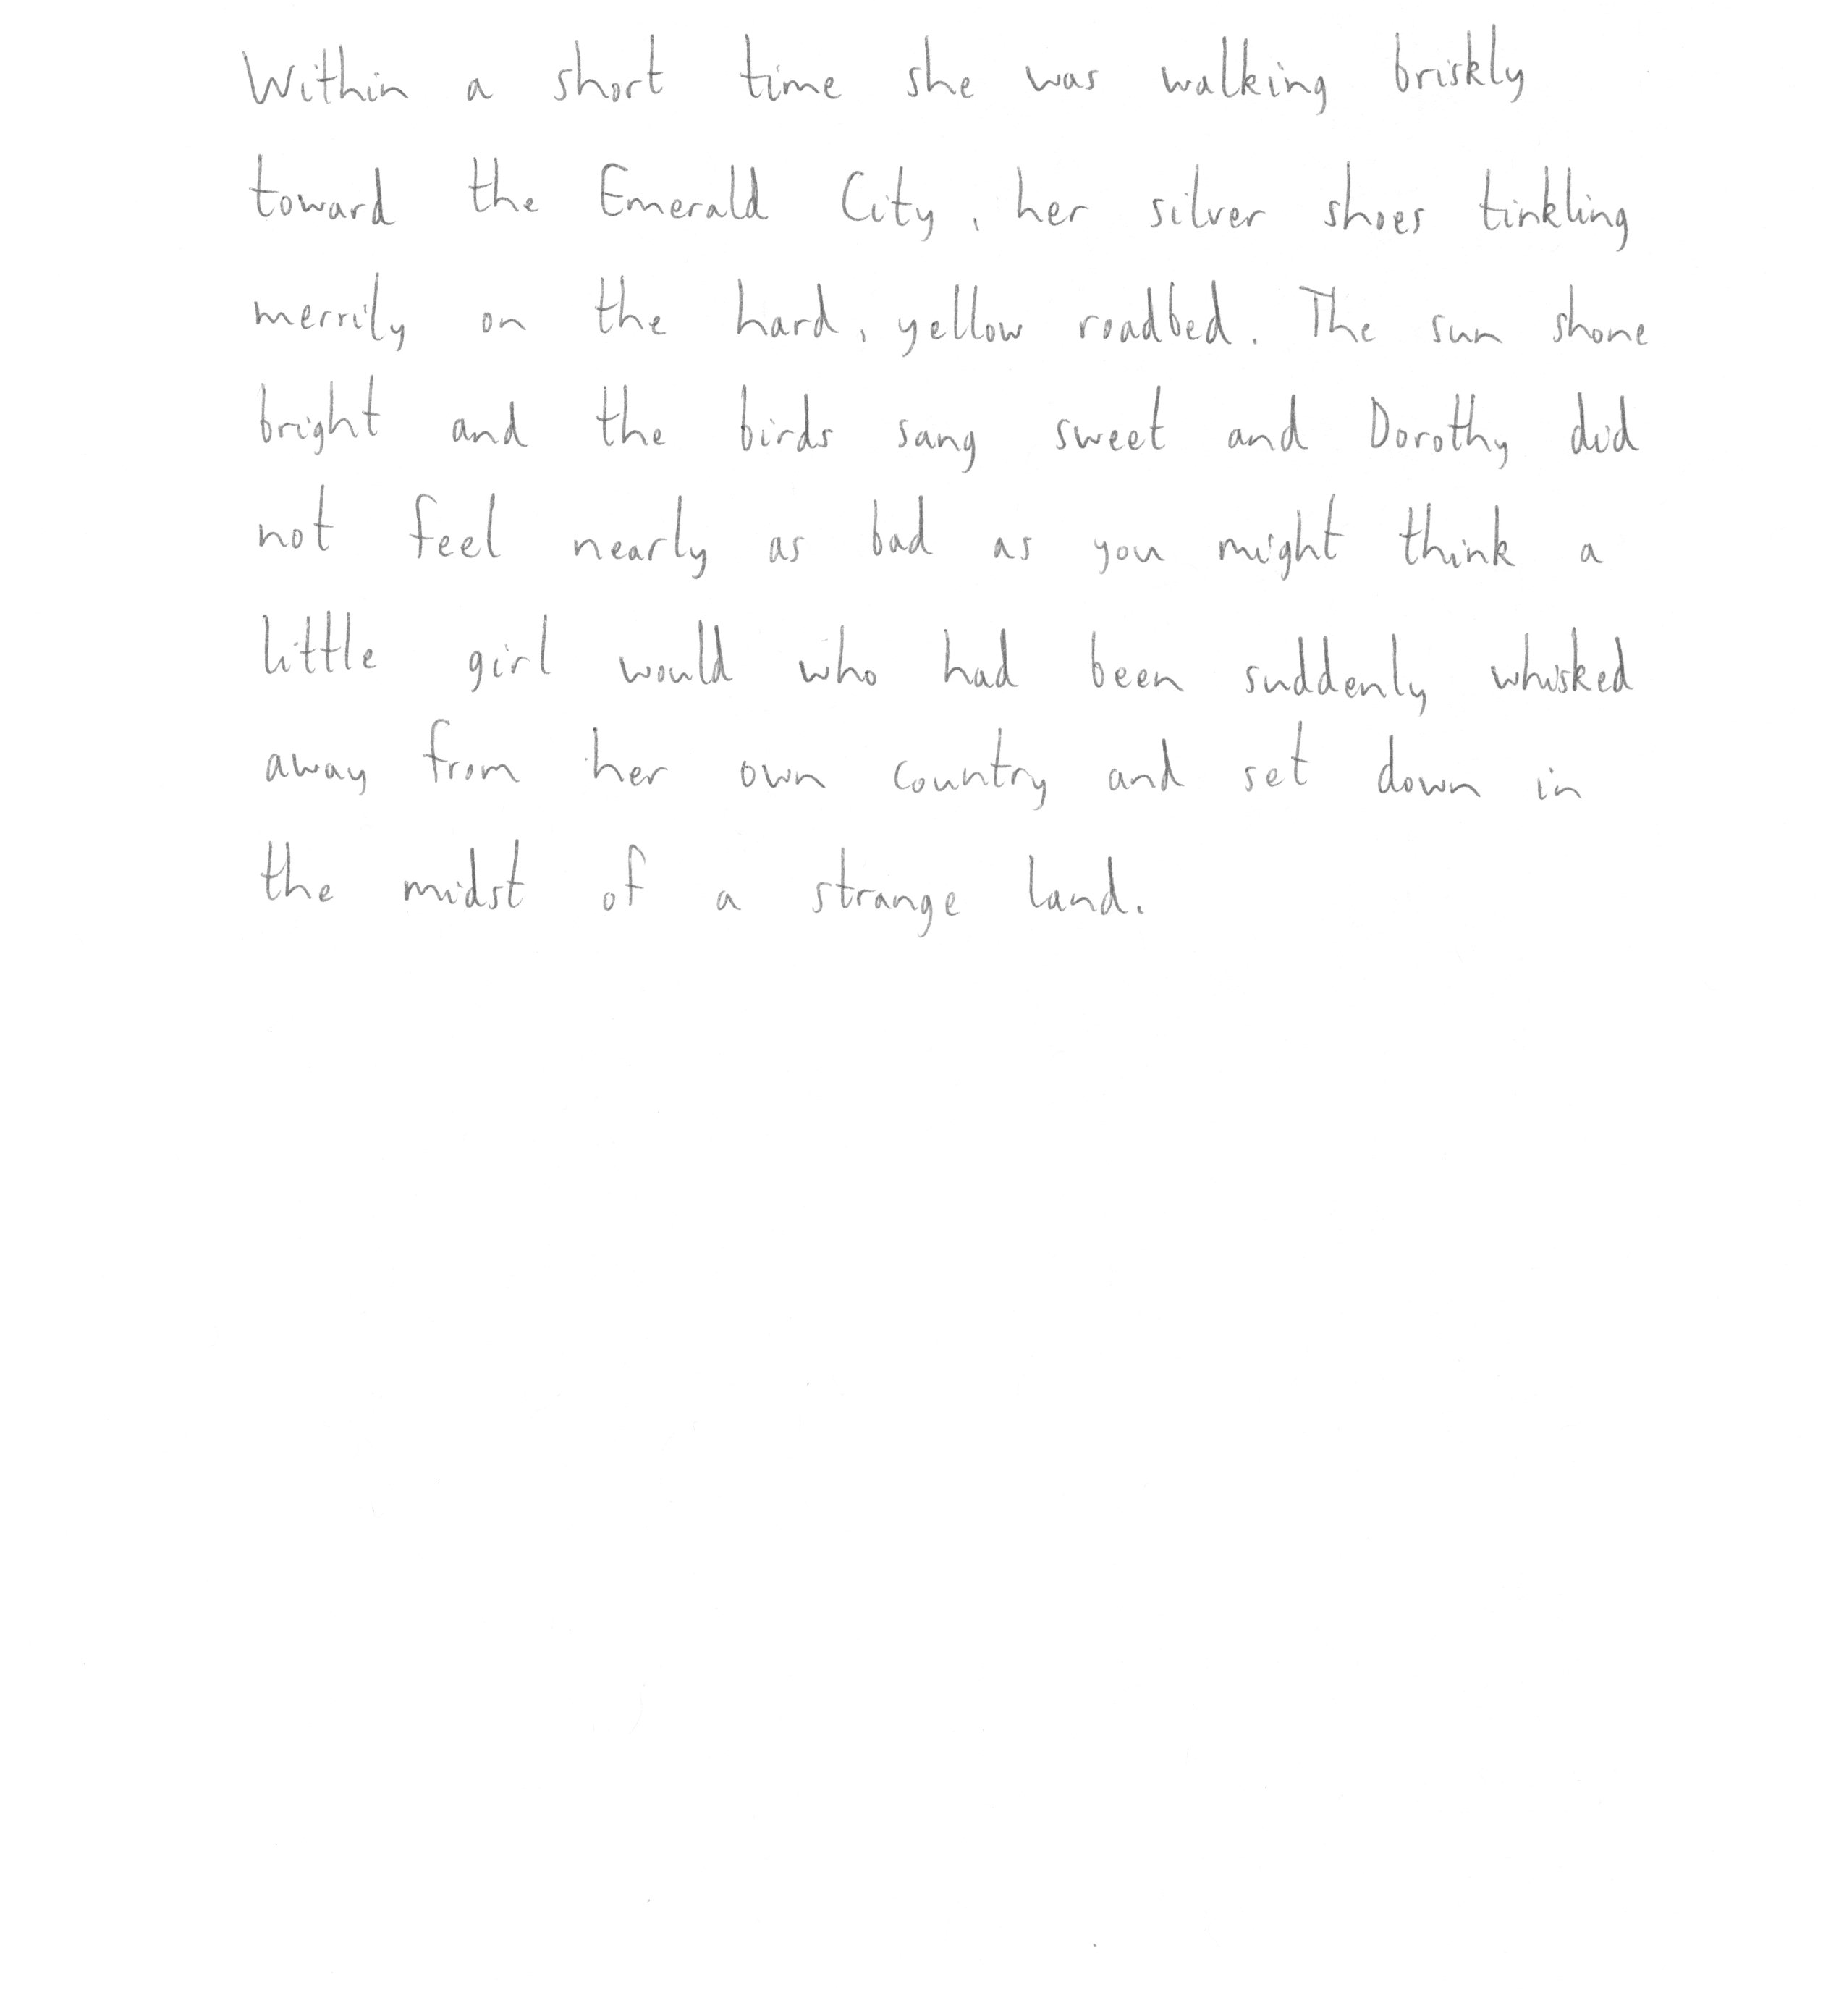 Within a short time she was walking briskly
toward the Emerald City, her silver shoes tinkling
merrily on the hard, yellow roadbed. The sun shone
bright and the birds sang sweet and Dorothy did
not feel nearly as bad as you might think a
little girl would who had been suddenly whisked
away from her own country and set down in
the midst of a strange land.